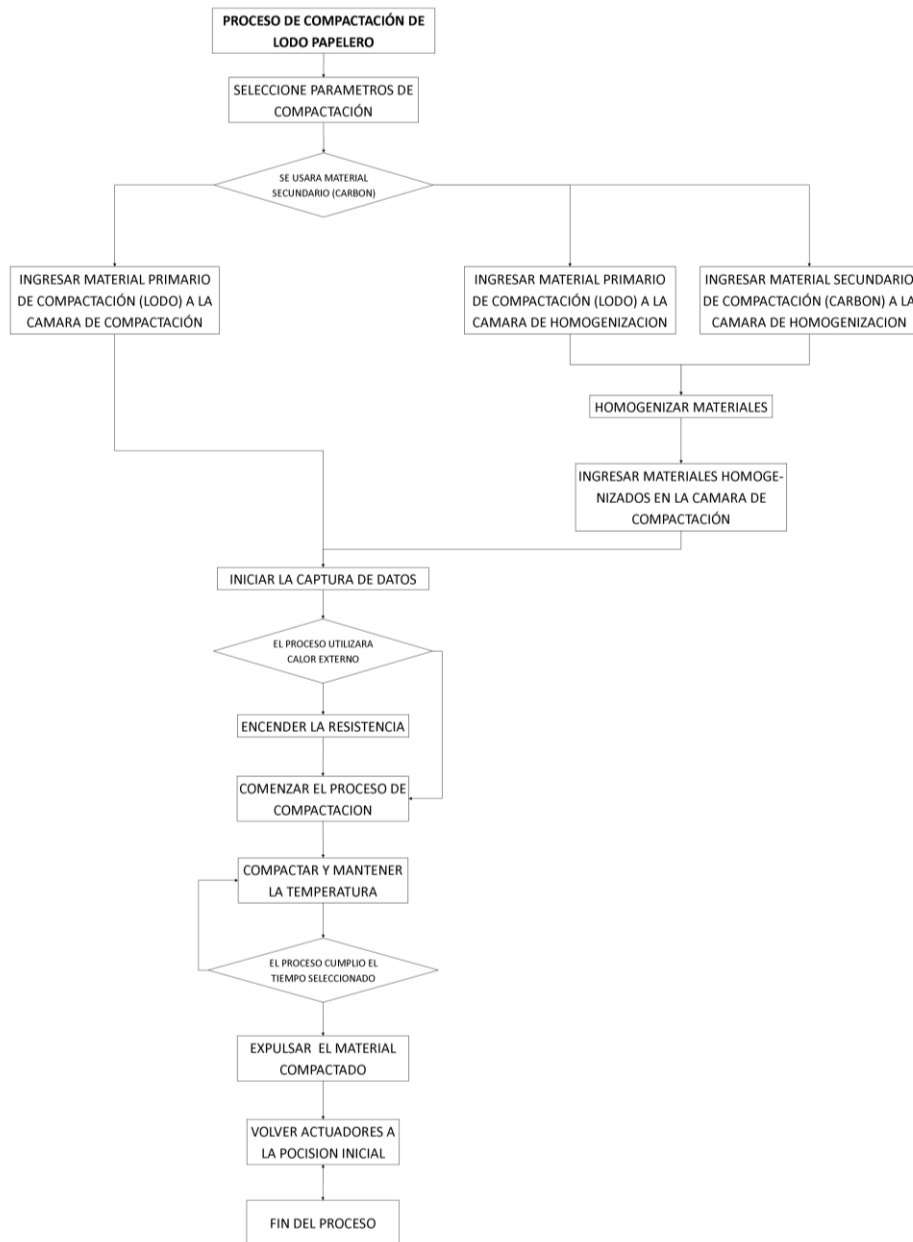 PROCESO DE COMPACTACIÓN DE
LODO PAPELERO
SELECCIONE PARAMETROS DE
COMPACTACIÓN
SE USARA MATERIAL
SECUNDARIO (CARBON)
INGRESAR MATERIAL PRIMARIO
DE COMPACTACIÓN (LODO) A LA
CAMARA DE COMPACTACIÓN
INGRESAR MATERIAL PRIMARIO
DE COMPACTACIÓN (LODO) A LA
CAMARA DE HOMOGENIZACION
INGRESAR MATERIAL SECUNDARIO
DE COMPACTACIÓN (CARBON) A LA
CAMARA DE HOMOGENIZACION
HOMOGENIZAR MATERIALES
INGRESAR MATERIALES HOMOGE-
NIZADOS EN LA CAMARA DE
COMPACTACIÓN
INICIAR LA CAPTURA DE DATOS
EL PROCESO UTILIZARA
CALOR EXTERNO
ENCENDER LA RESISTENCIA
COMENZAR EL PROCESO DE
COMPACTACION
COMPACTAR Y MANTENER
LA TEMPERATURA
EL PROCESO CUMPLIO EL
TIEMPO SELECCIONADO
EXPULSAR EL MATERIAL
COMPACTADO
VOLVER ACTUADORES A
LA POCISION INICIAL
FIN DEL PROCESO